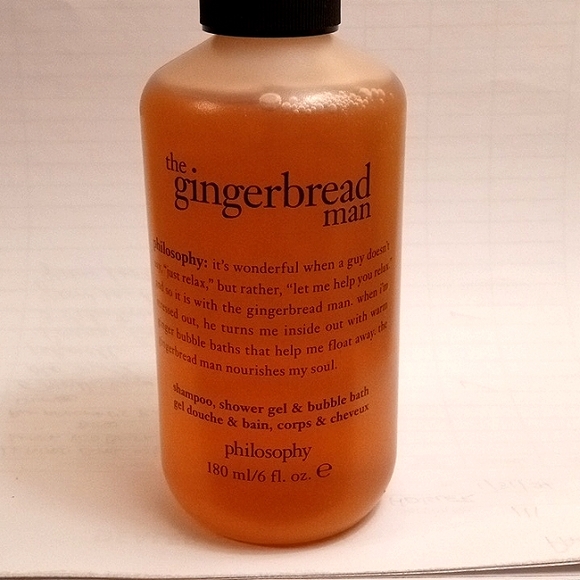 the
gingerbread
man
philosophy: it's wonderful when a guy doesn't
say, "just relax," but rather, "let me help you relax."
and so it is with the gingerbread man. when i'm
out, he turns me inside out with warm
ginger bubble baths that help me float away. the
gingerbread man nourishes my soul.
shampoo, shower gel & bubble bath
gel douche & bain, corps & cheveux
philosophy
180 ml/6 fl. oz. ℮